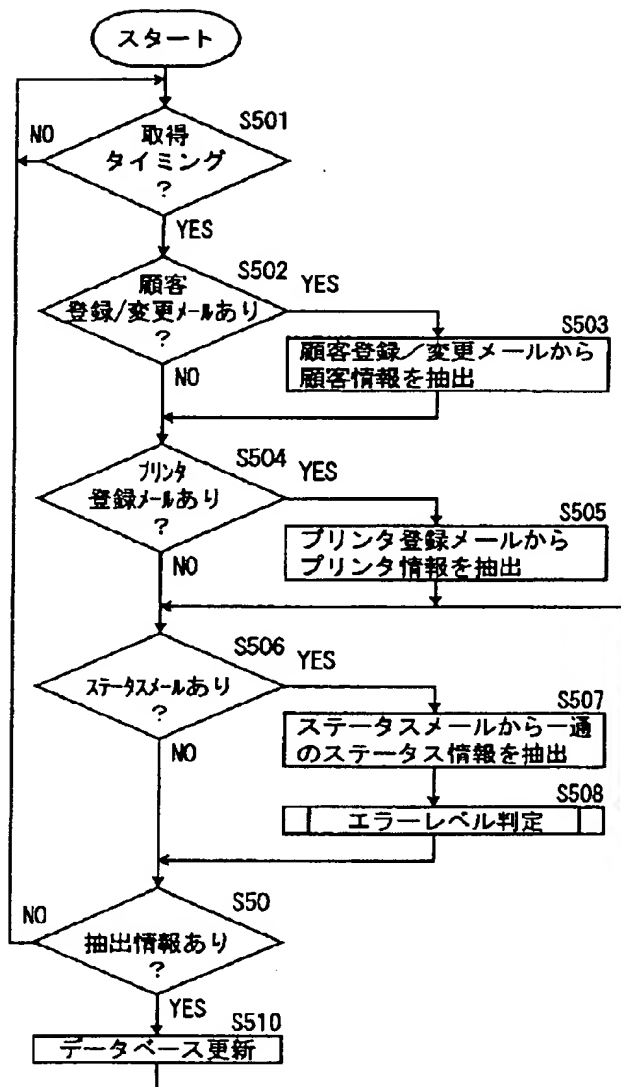 スタート
S501
NO
取得
タイミング
?
YES
S502
顧客
登録/変更メールあり
?
YES
S503
顧客登録/変更メールから
顧客情報を抽出
NO
S504
プリンタ
登録メールあり
?
YES
S505
プリンタ登録メールから
プリンタ情報を抽出
NO
S506
ステータスメールあり
?
YES
S507
ステータスメールから一通
のステータス情報を抽出
NO
S508
エラーレベル判定
S50
NO
抽出情報あり
?
YES
S510
データベース更新